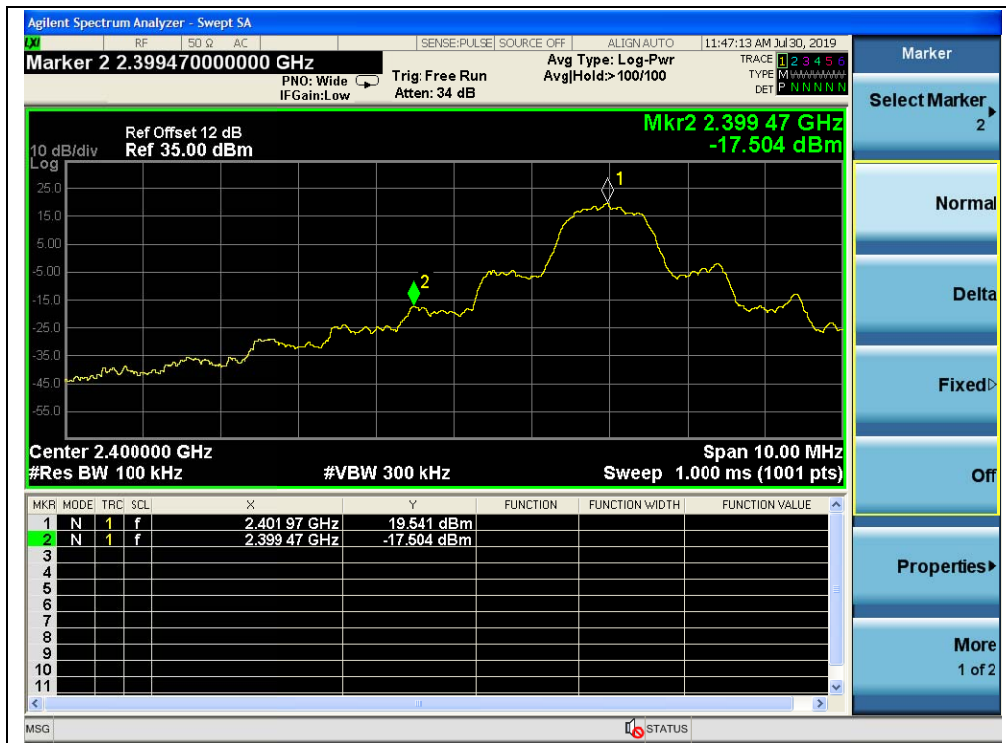 Agilent Spectrum Analyzer - Swept SA
LXI RF 50 Ω AC SENSE:PULSE SOURCE OFF ALIGN AUTO 11:47:13 AM Jul 30, 2019
Marker 2 2.399470000000 GHz
PNO: Wide
IFGain:Low
Trig: Free Run
Atten: 34 dB
Avg Type: Log-Pwr
Avg|Hold:> 100/100
TRACE 1 2 3 4 5 6
TYPE M
DET P N N N N N
Mkr2 2.399 47 GHz
-17.504 dBm
Ref Offset 12 dB
10 dB/div Ref 35.00 dBm
Log
25.0
15.0
5.00
-5.00
-15.0
-25.0
-35.0
-45.0
-55.0
1
2
Center 2.400000 GHz Span 10.00 MHz
#Res BW 100 kHz #VBW 300 kHz Sweep 1.000 ms (1001 pts)
MKR MODE TRC SCL X Y FUNCTION FUNCTION WIDTH FUNCTION VALUE
1 N 1 f 2.401 97 GHz 19.541 dBm
2 N 1 f 2.399 47 GHz -17.504 dBm
3
4
5
6
7
8
9
10
11
MSG STATUS
Marker
Select Marker
2
Normal
Delta
Fixed
Off
Properties
More
1 of 2